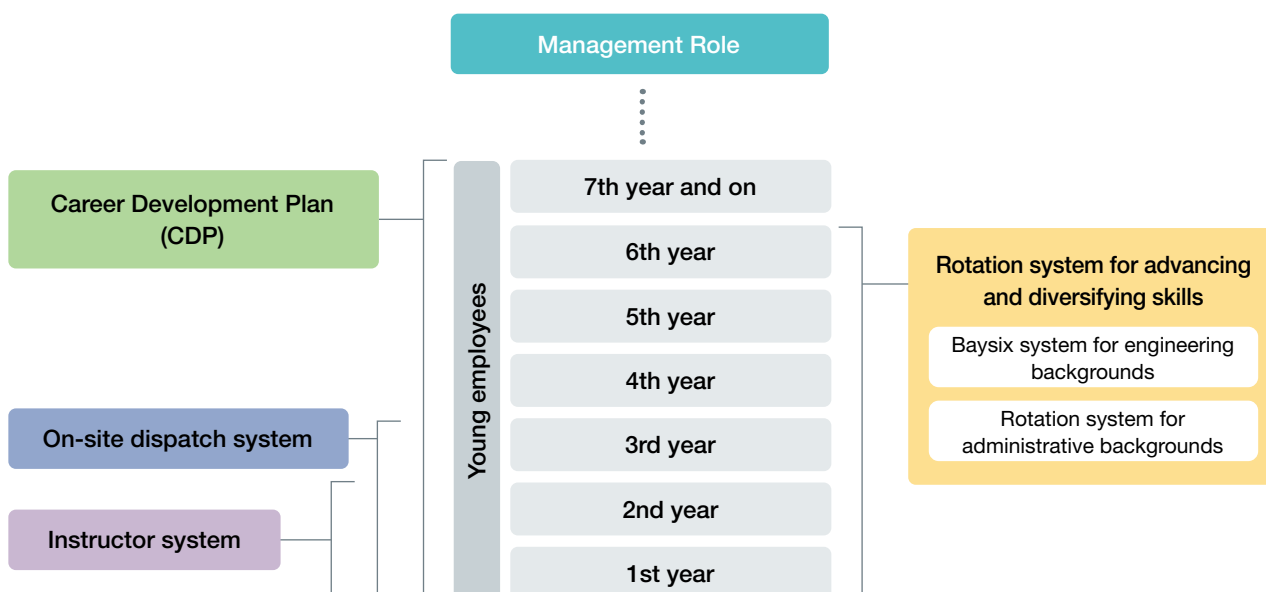 Management Role
Career Development Plan
(CDP)
Young employees
7th year and on
6th year
5th year
4th year
3rd year
2nd year
1st year
On-site dispatch system
Instructor system
Rotation system for advancing
and diversifying skills
Baysix system for engineering
backgrounds
Rotation system for
administrative backgrounds